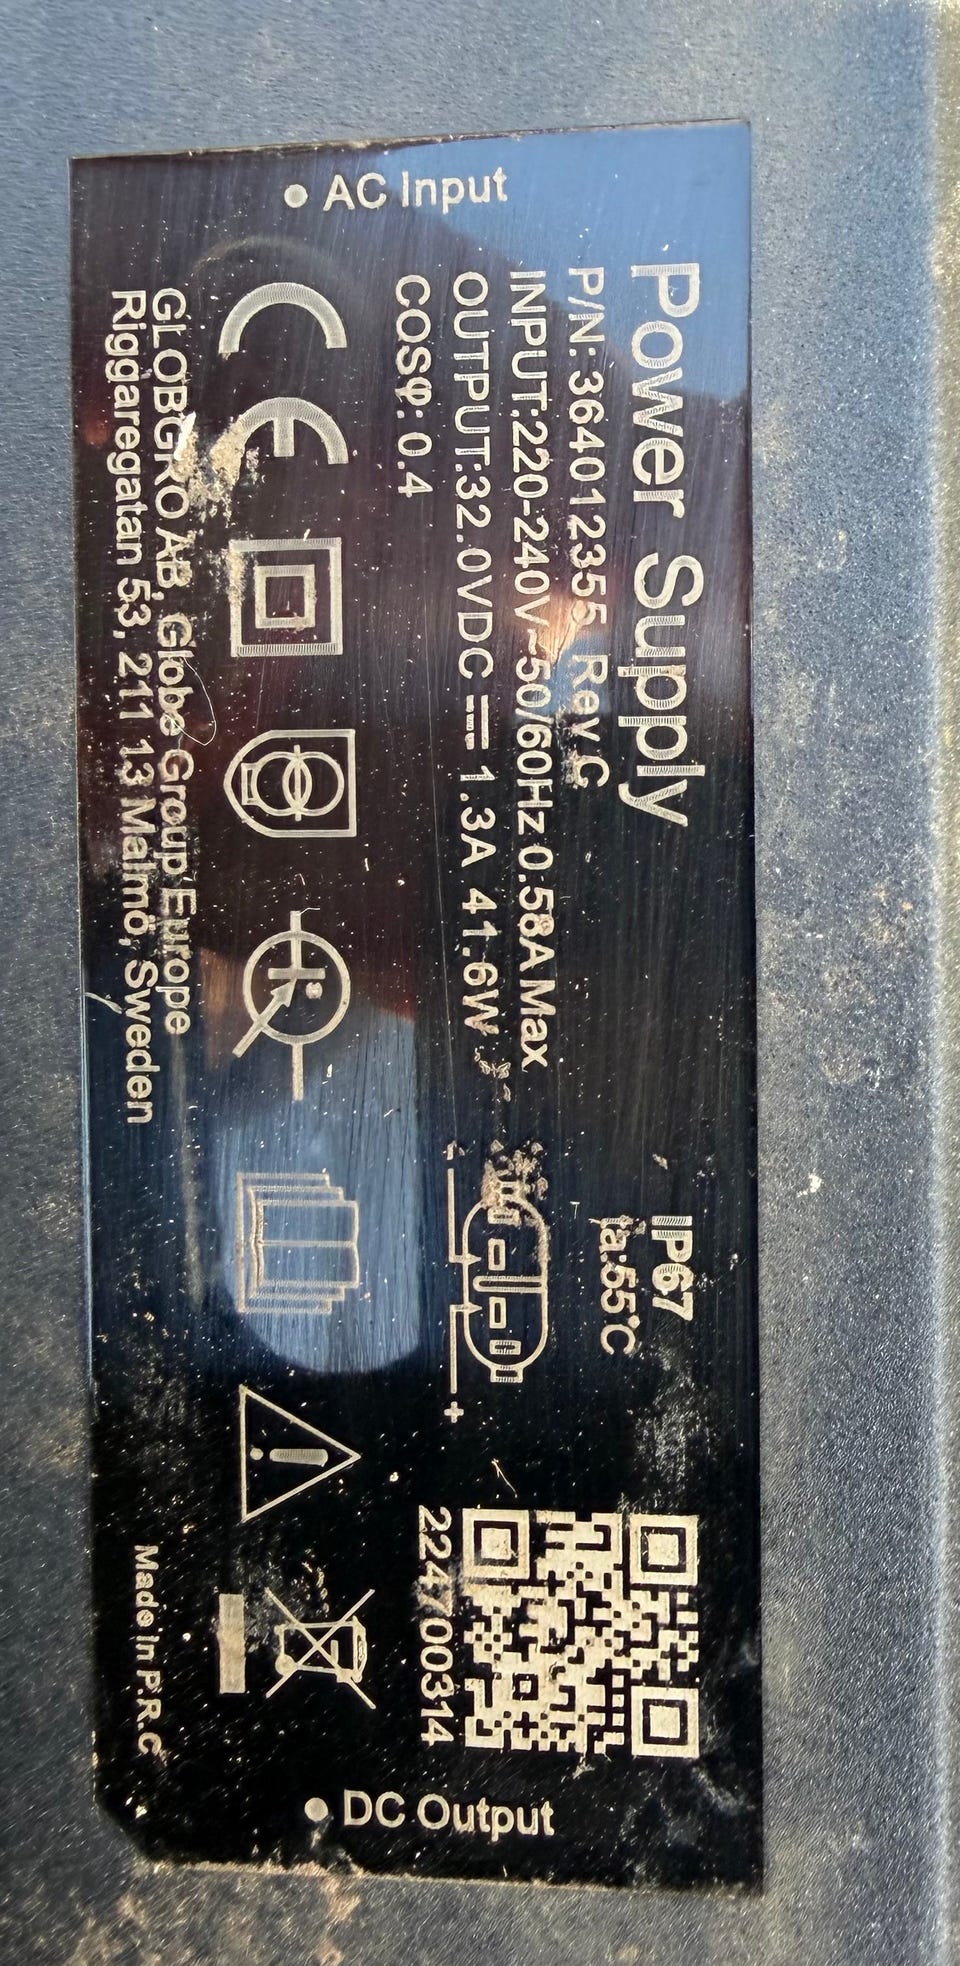 ● AC Input
Power Supply
P/N: 364012355 Rev C
INPUT:220-240V~50/60Hz 0.58A Max
OUTPUT:32.0VDC ⎓ 1.3A 41.6W
COSφ: 0.4
IP67
ta:55°C
- +
CE
GLOBGRO AB, Globe Group Europe
Riggaregatan 53, 211 13 Malmö, Sweden
224700314
Made in P.R.C
● DC Output